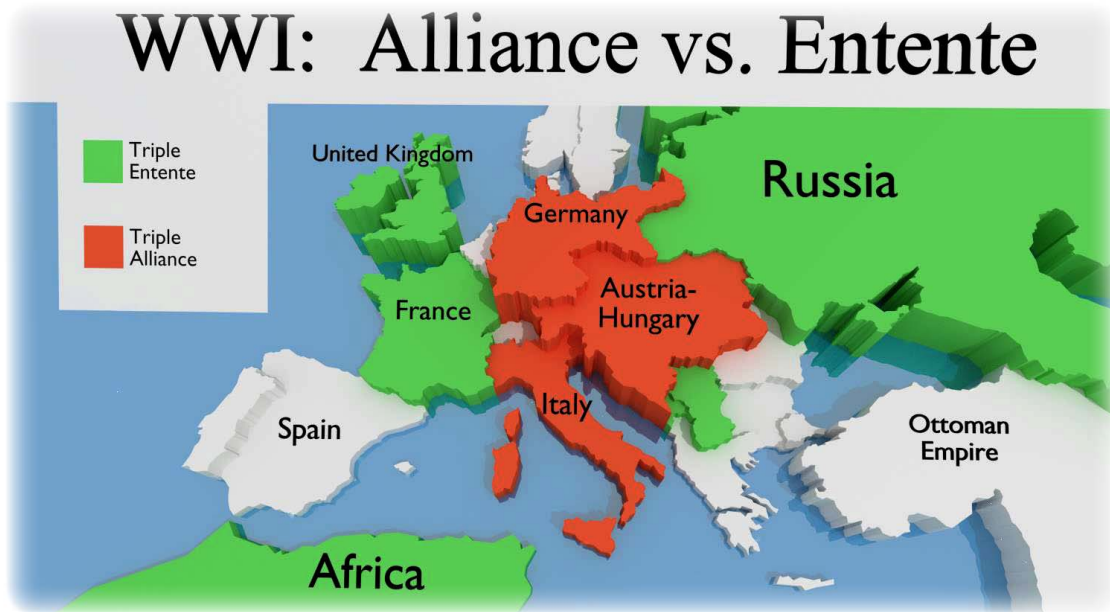 WWI: Alliance vs. Entente
Triple
Entente
Triple
Alliance
United Kingdom
Germany
Russia
France
Austria-
Hungary
Italy
Spain
Ottoman
Empire
Africa